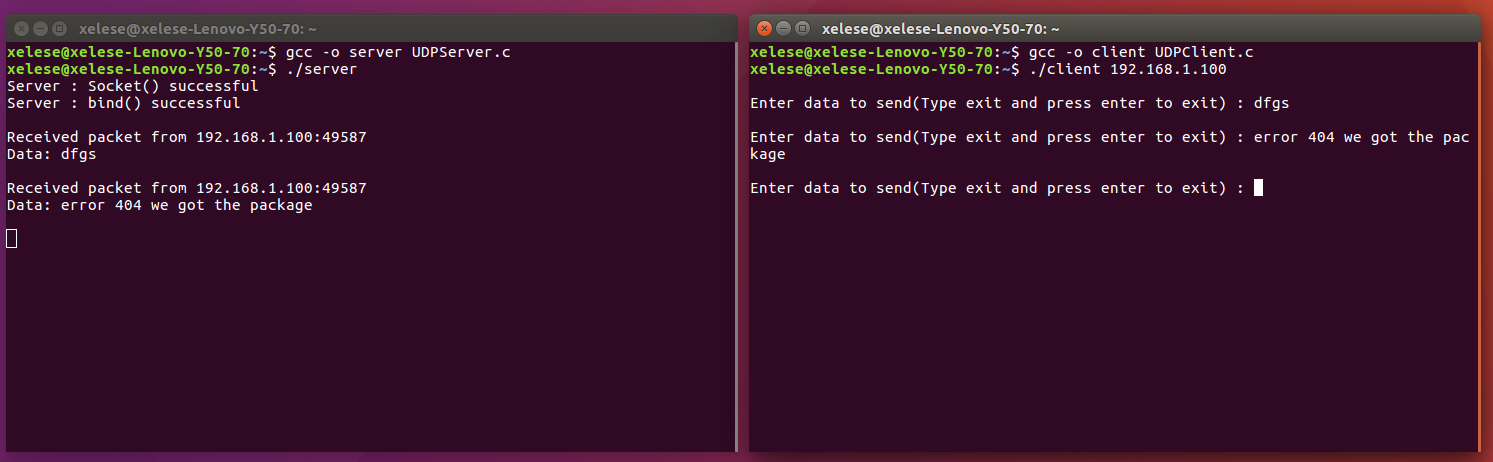 xelese@xelese-Lenovo-Y50-70: ~
xelese@xelese-Lenovo-Y50-70:~$ gcc -o server UDPServer.c
xelese@xelese-Lenovo-Y50-70:~$ ./server
Server : Socket() successful
Server : bind() successful
Received packet from 192.168.1.100:49587
Data: dfgs
Received packet from 192.168.1.100:49587
Data: error 404 we got the package
xelese@xelese-Lenovo-Y50-70: ~
xelese@xelese-Lenovo-Y50-70:~$ gcc -o client UDPClient.c
xelese@xelese-Lenovo-Y50-70:~$ ./client 192.168.1.100
Enter data to send(Type exit and press enter to exit) : dfgs
Enter data to send(Type exit and press enter to exit) : error 404 we got the pac
kage
Enter data to send(Type exit and press enter to exit) :